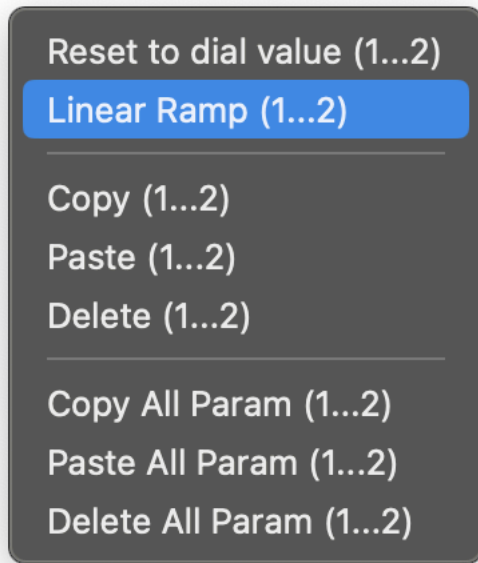 Reset to dial value (1...2)
Linear Ramp (1...2)
Copy (1...2)
Paste (1...2)
Delete (1...2)
Copy All Param (1...2)
Paste All Param (1...2)
Delete All Param (1...2)